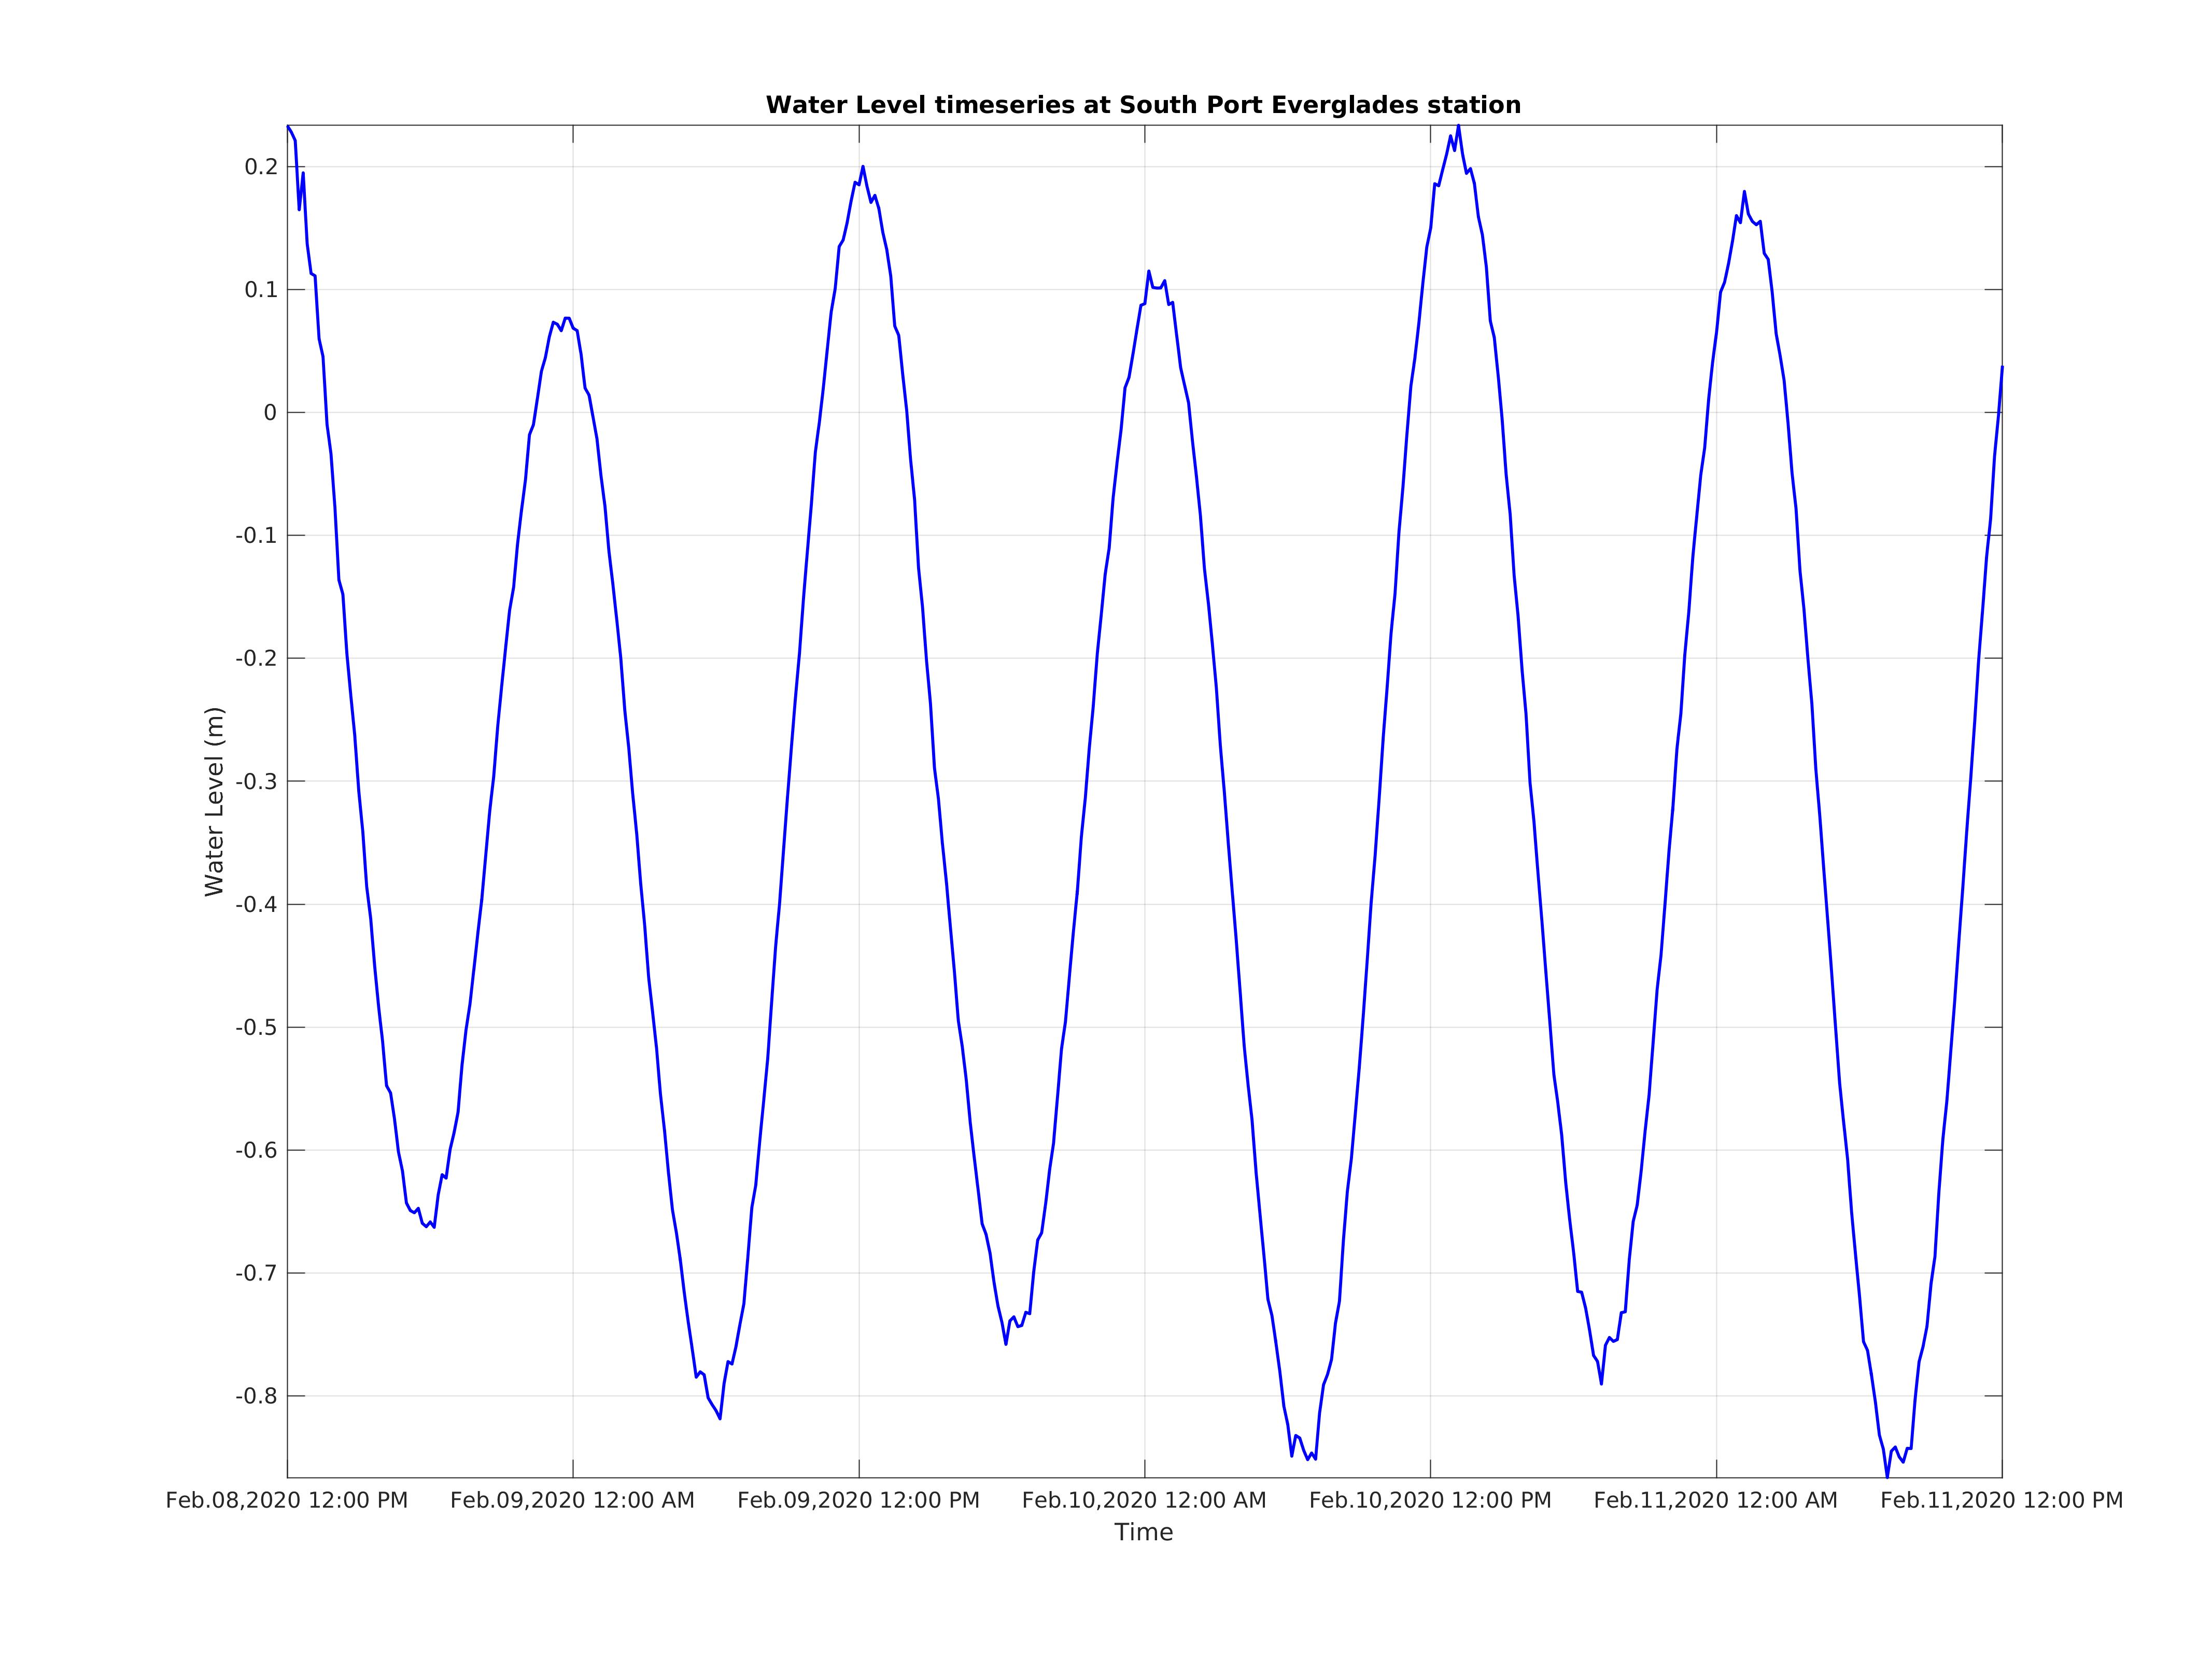 Water Level timeseries at South Port Everglades station
0.2
0.1
0
-0.1
-0.2
-0.3
-0.4
-0.5
-0.6
-0.7
-0.8
Water Level (m)
Feb.08,2020 12:00 PM Feb.09,2020 12:00 AM Feb.09,2020 12:00 PM Feb.10,2020 12:00 AM Feb.10,2020 12:00 PM Feb.11,2020 12:00 AM Feb.11,2020 12:00 PM
Time